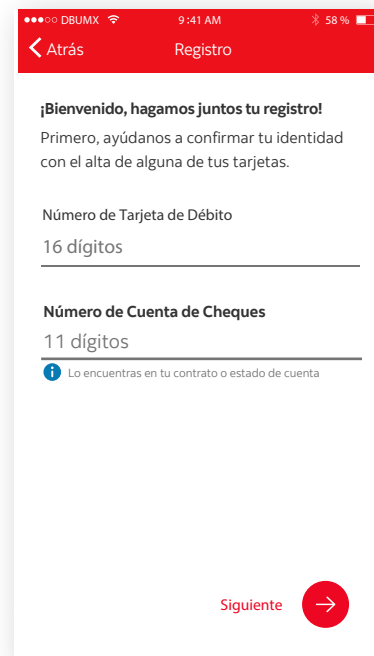 DBUMX 9:41 AM 58 %
Atrás Registro
¡Bienvenido, hagamos juntos tu registro!
Primero, ayúdanos a confirmar tu identidad
con el alta de alguna de tus tarjetas.
Número de Tarjeta de Débito
16 dígitos
Número de Cuenta de Cheques
11 dígitos
Lo encuentras en tu contrato o estado de cuenta
Siguiente